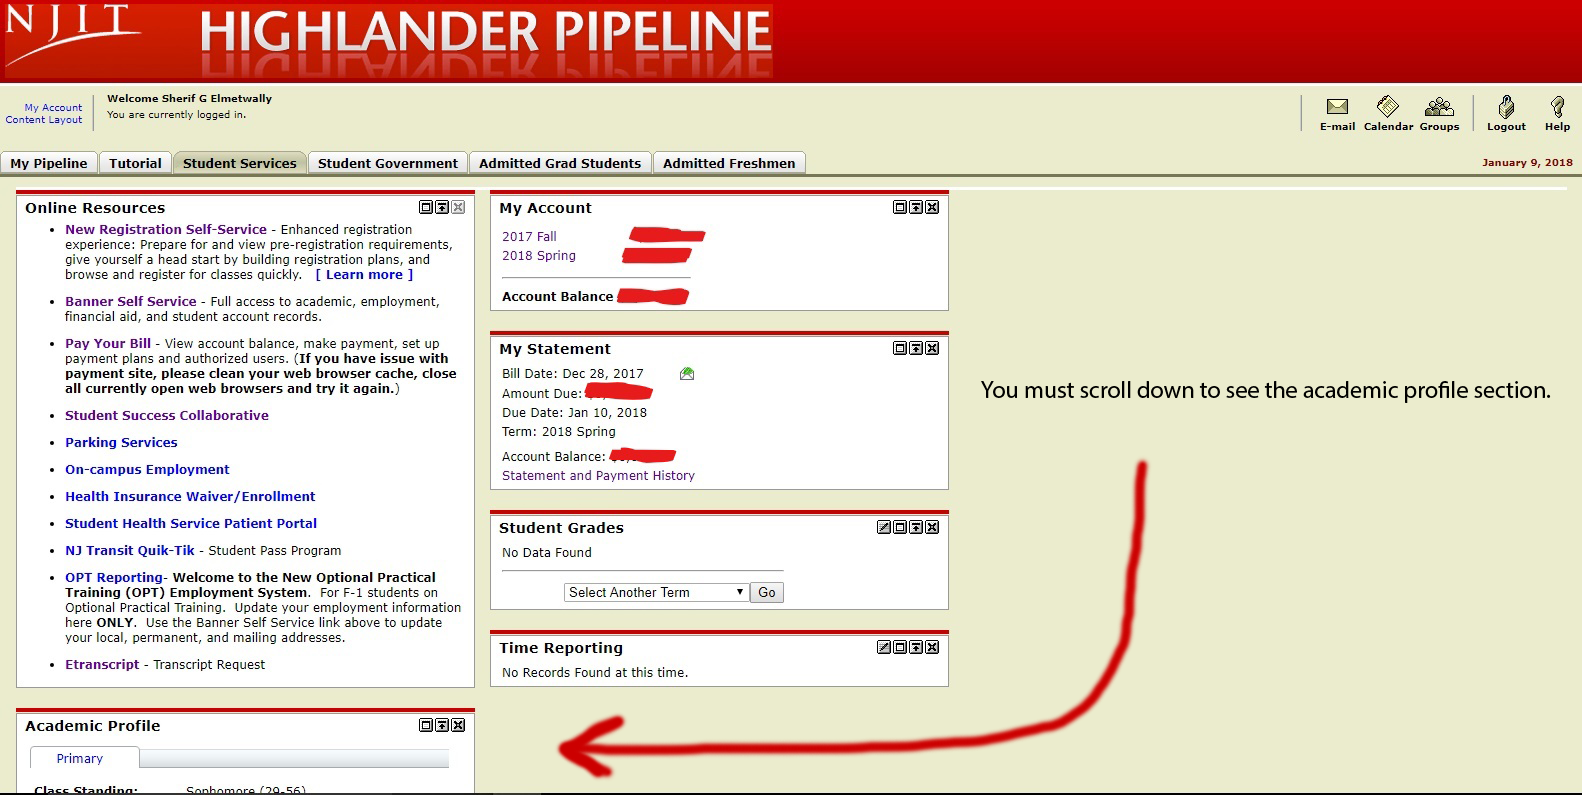 NJIT
HIGHLANDER PIPELINE
My Account
Content Layout
Welcome Sherif G Elmetwally
You are currently logged in.
E-mail
Calendar
Groups
Logout
Help
My Pipeline
Tutorial
Student Services
Student Government
Admitted Grad Students
Admitted Freshmen
January 9, 2018
Online Resources
New Registration Self-Service - Enhanced registration
experience: Prepare for and view pre-registration requirements,
give yourself a head start by building registration plans, and
browse and register for classes quickly. [ Learn more ]
Banner Self Service - Full access to academic, employment,
financial aid, and student account records.
Pay Your Bill - View account balance, make payment, set up
payment plans and authorized users. (If you have issue with
payment site, please clean your web browser cache, close
all currently open web browsers and try it again.)
Student Success Collaborative
Parking Services
On-campus Employment
Health Insurance Waiver/Enrollment
Student Health Service Patient Portal
NJ Transit Quik-Tik - Student Pass Program
OPT Reporting- Welcome to the New Optional Practical
Training (OPT) Employment System. For F-1 students on
Optional Practical Training. Update your employment information
here ONLY. Use the Banner Self Service link above to update
your local, permanent, and mailing addresses.
Etranscript - Transcript Request
Academic Profile
Primary
Class Standing: Sophomore (29-56)
My Account
2017 Fall
2018 Spring
Account Balance
My Statement
Bill Date: Dec 28, 2017
Amount Due:
Due Date: Jan 10, 2018
Term: 2018 Spring
Account Balance:
Statement and Payment History
Student Grades
No Data Found
Select Another Term
Go
Time Reporting
No Records Found at this time.
You must scroll down to see the academic profile section.